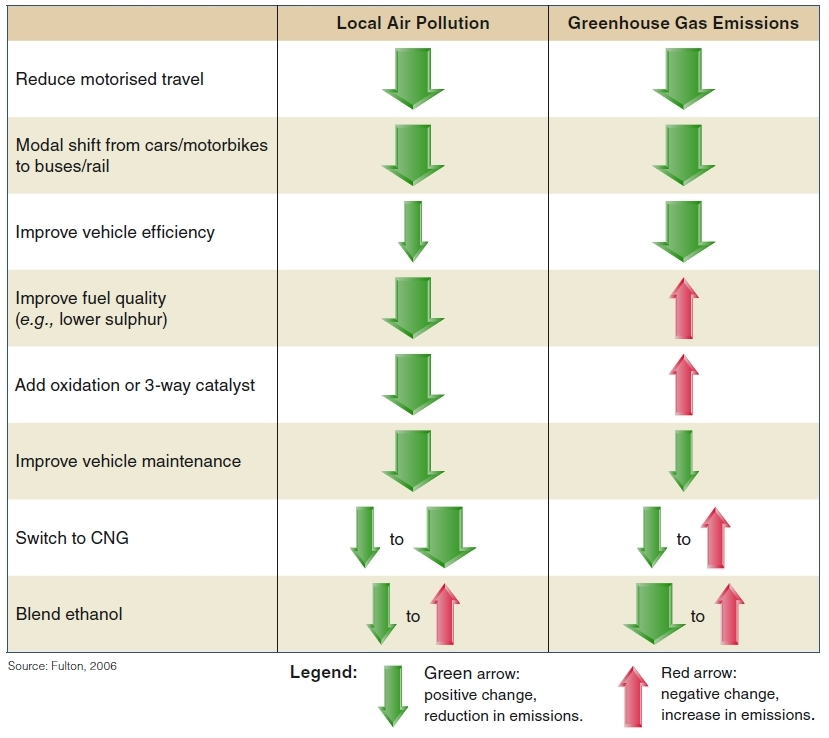 Local Air Pollution
Greenhouse Gas Emissions
Reduce motorised travel
Modal shift from cars/motorbikes
to buses/rail
Improve vehicle efficiency
Improve fuel quality
(e.g., lower sulphur)
Add oxidation or 3-way catalyst
Improve vehicle maintenance
Switch to CNG
to
to
Blend ethanol
to
to
Source: Fulton, 2006
Legend:
Green arrow:
positive change,
reduction in emissions.
Red arrow:
negative change,
increase in emissions.